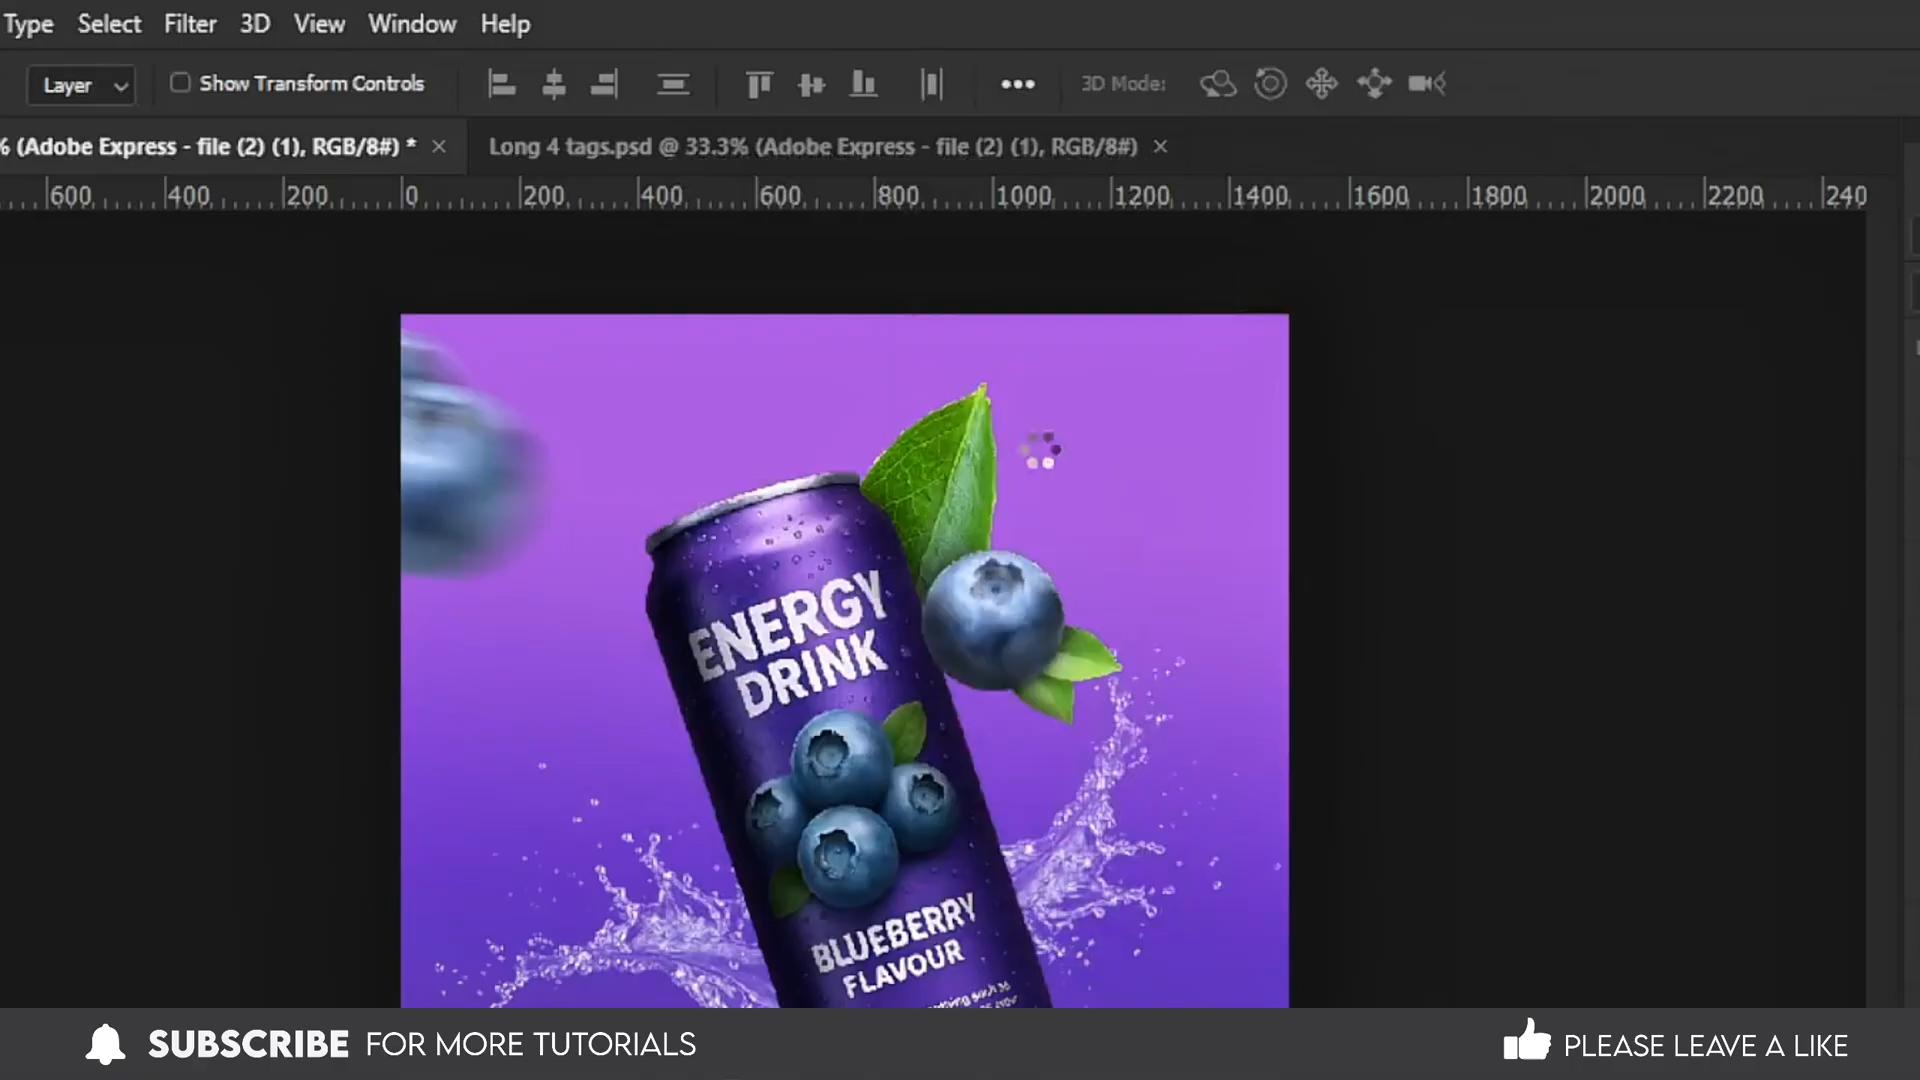 Type Select Filter 3D View Window Help
Layer Show Transform Controls ••• 3D Mode:
% (Adobe Express - file (2) (1), RGB/8#) * × Long 4 tags.psd @ 33.3% (Adobe Express - file (2) (1), RGB/8#) ×
600 400 200 0 200 400 600 800 1000 1200 1400 1600 1800 2000 2200 240
ENERGY
DRINK
BLUEBERRY
FLAVOUR
SUBSCRIBE FOR MORE TUTORIALS
PLEASE LEAVE A LIKE